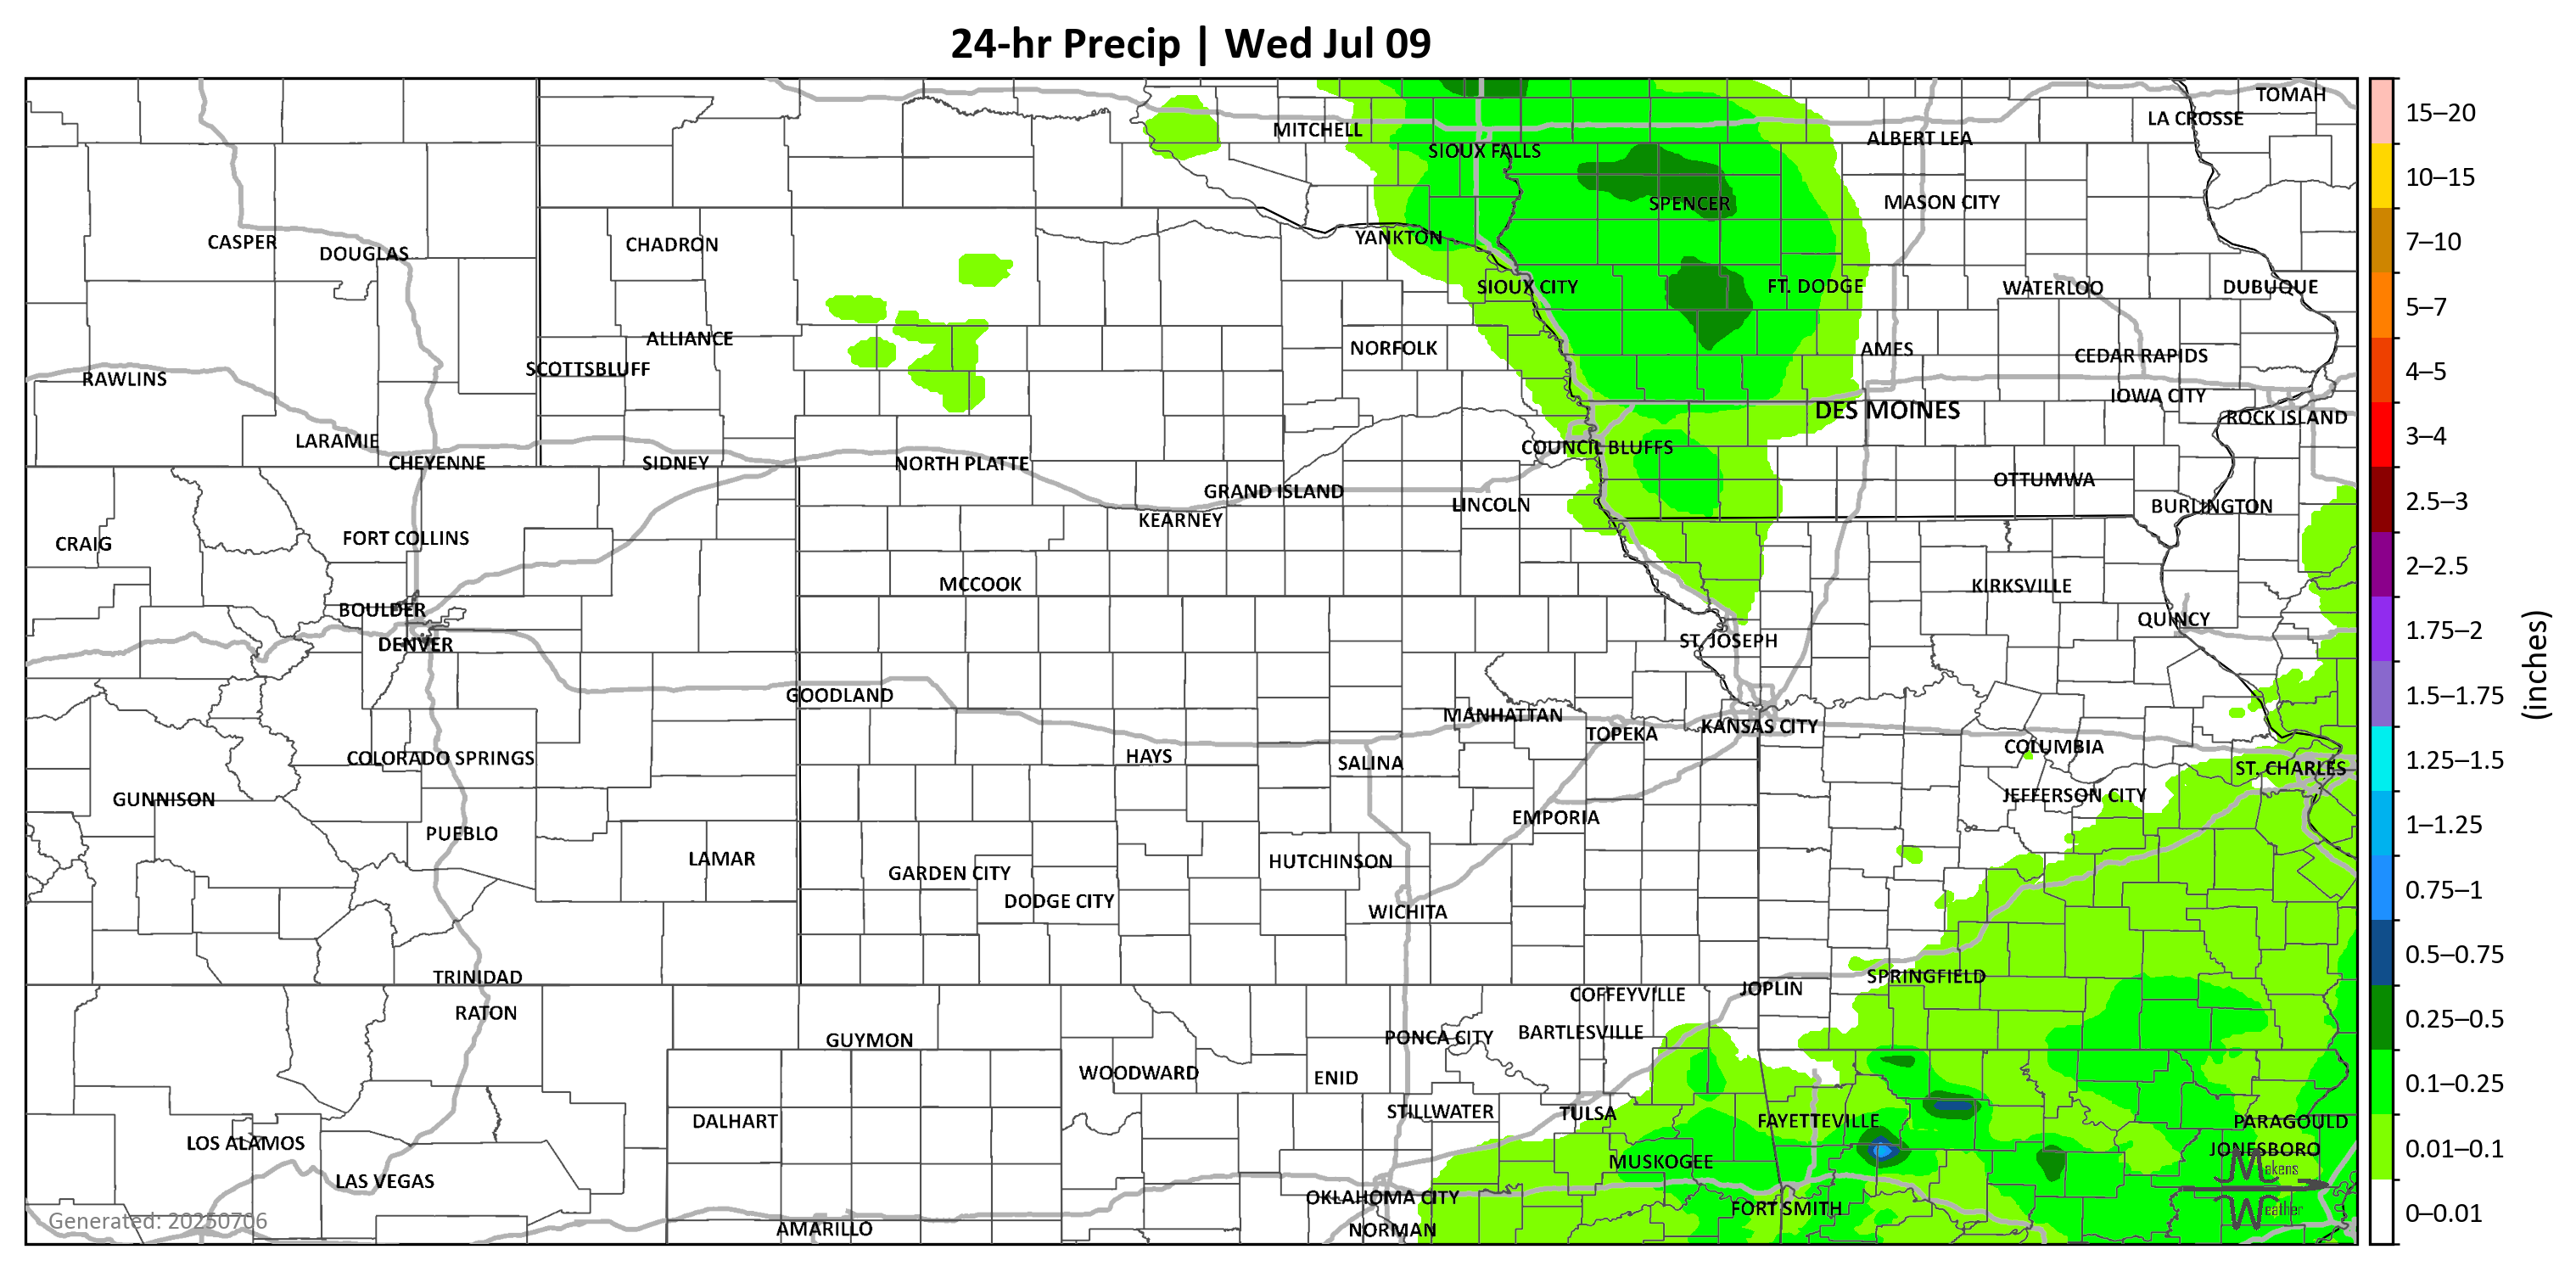 24-hr Precip | Wed Jul 09
TOMAH
LA CROSSE
MITCHELL
ALBERT LEA
SIOUX FALLS
SPENCER
MASON CITY
YANKTON
CASPER
DOUGLAS
CHADRON
SIOUX CITY
FT. DODGE
WATERLOO
DUBUQUE
ALLIANCE
NORFOLK
AMES
CEDAR RAPIDS
SCOTTSBLUFF
RAWLINS
IOWA CITY
DES MOINES
ROCK ISLAND
LARAMIE
COUNCIL BLUFFS
CHEYENNE
SIDNEY
NORTH PLATTE
OTTUMWA
GRAND ISLAND
LINCOLN
BURLINGTON
KEARNEY
CRAIG
FORT COLLINS
MCCOOK
KIRKSVILLE
BOULDER
QUINCY
DENVER
ST. JOSEPH
GOODLAND
MANHATTAN
KANSAS CITY
TOPEKA
COLUMBIA
COLORADO SPRINGS
HAYS
SALINA
ST. CHARLES
GUNNISON
JEFFERSON CITY
EMPORIA
PUEBLO
LAMAR
HUTCHINSON
GARDEN CITY
DODGE CITY
WICHITA
TRINIDAD
SPRINGFIELD
JOPLIN
COFFEYVILLE
RATON
BARTLESVILLE
PONCA CITY
GUYMON
WOODWARD
ENID
STILLWATER
TULSA
DALHART
FAYETTEVILLE
PARAGOULD
LOS ALAMOS
JONESBORO
MUSKOGEE
LAS VEGAS
OKLAHOMA CITY
FORT SMITH
AMARILLO
NORMAN
Generated: 20250706
Makens
Weather
15–20
10–15
7–10
5–7
4–5
3–4
2.5–3
2–2.5
1.75–2
1.5–1.75
1.25–1.5
1–1.25
0.75–1
0.5–0.75
0.25–0.5
0.1–0.25
0.01–0.1
0–0.01
(inches)